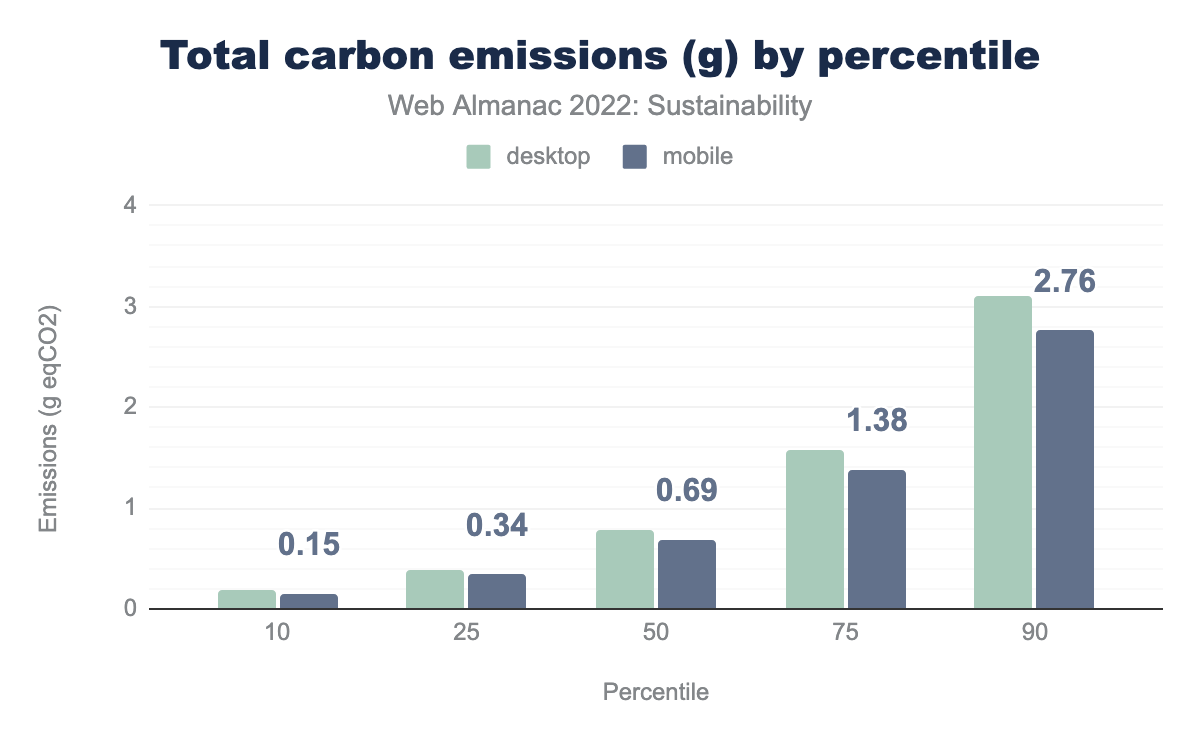 Total carbon emissions (g) by percentile
Web Almanac 2022: Sustainability
desktop mobile
Emissions (g eqCO2)
4
3
2
1
0
0.15
0.34
0.69
1.38
2.76
10 25 50 75 90
Percentile